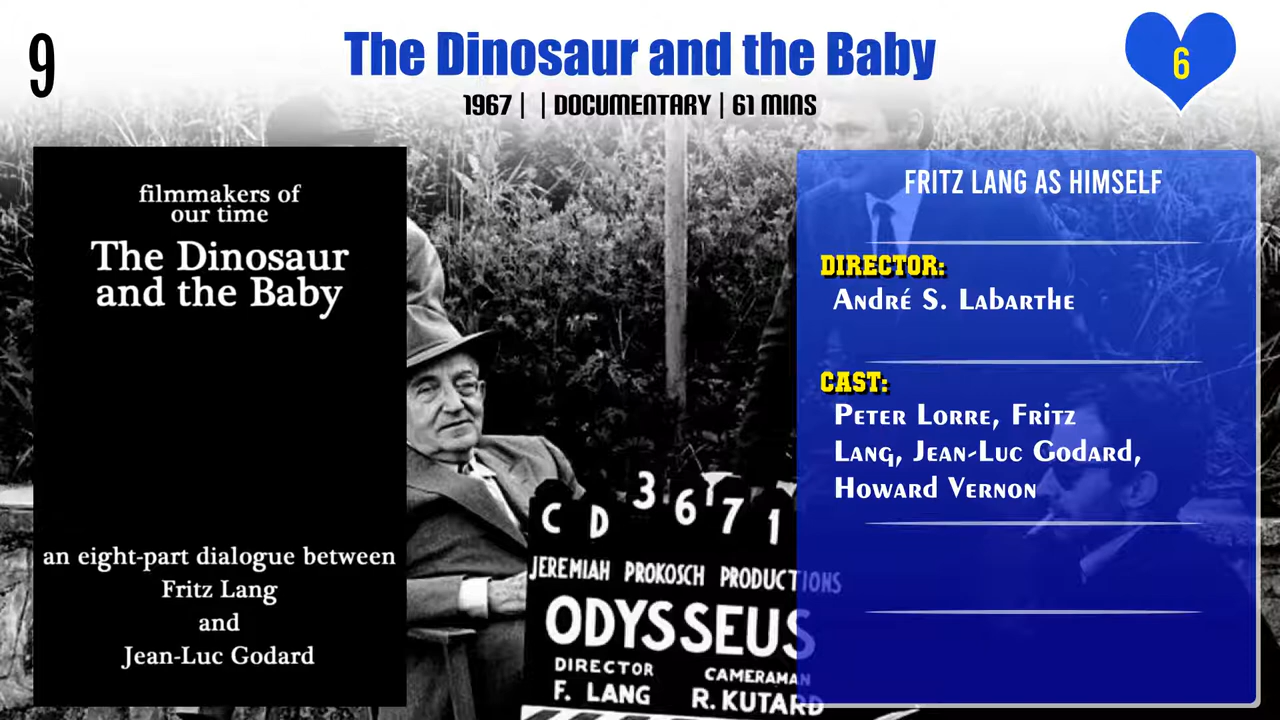 9
The Dinosaur and the Baby
6
1967 | | DOCUMENTARY | 61 MINS
filmmakers of
our time
The Dinosaur
and the Baby
an eight-part dialogue between
Fritz Lang
and
Jean-Luc Godard
C D 3 6 7 1
JEREMIAH PROKOSCH PRODUCTIONS
ODYSSEUS
DIRECTOR CAMERAMAN
F. LANG R. KUTARD
FRITZ LANG AS HIMSELF
DIRECTOR:
André S. Labarthe
CAST:
Peter Lorre, Fritz
Lang, Jean-Luc Godard,
Howard Vernon